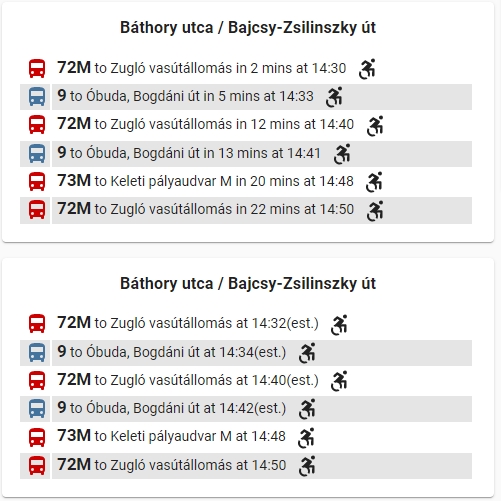 Báthory utca / Bajcsy-Zsilinszky út
72M to Zugló vasútállomás in 2 mins at 14:30
9 to Óbuda, Bogdáni út in 5 mins at 14:33
72M to Zugló vasútállomás in 12 mins at 14:40
9 to Óbuda, Bogdáni út in 13 mins at 14:41
73M to Keleti pályaudvar M in 20 mins at 14:48
72M to Zugló vasútállomás in 22 mins at 14:50
Báthory utca / Bajcsy-Zsilinszky út
72M to Zugló vasútállomás at 14:32(est.)
9 to Óbuda, Bogdáni út at 14:34(est.)
72M to Zugló vasútállomás at 14:40(est.)
9 to Óbuda, Bogdáni út at 14:42(est.)
73M to Keleti pályaudvar M at 14:48
72M to Zugló vasútállomás at 14:50